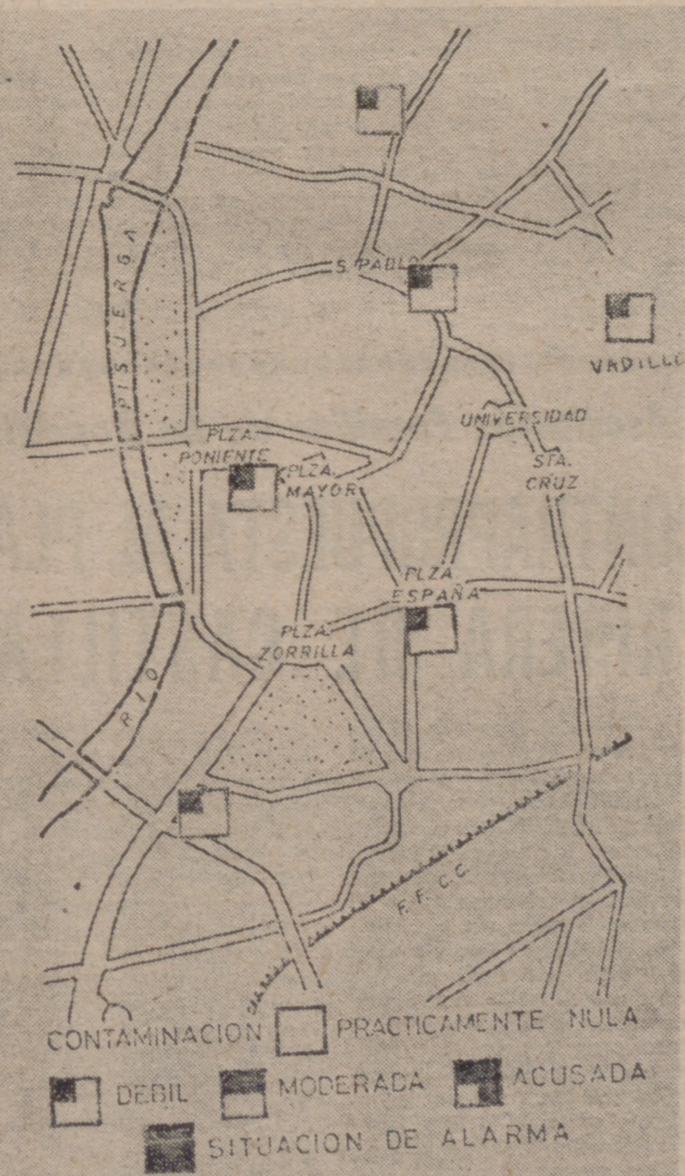 S. PABLO
PISUERGA
VADILLO
UNIVERSIDAD
PLZA.
PONIENTE
PLZA.
MAYOR
STA.
CRUZ
PLZA.
ESPAÑA
PLZA.
ZORRILLA
RIO
F.F.C.C.
CONTAMINACION PRACTICAMENTE NULA
DEBIL MODERADA ACUSADA
SITUACION DE ALARMA